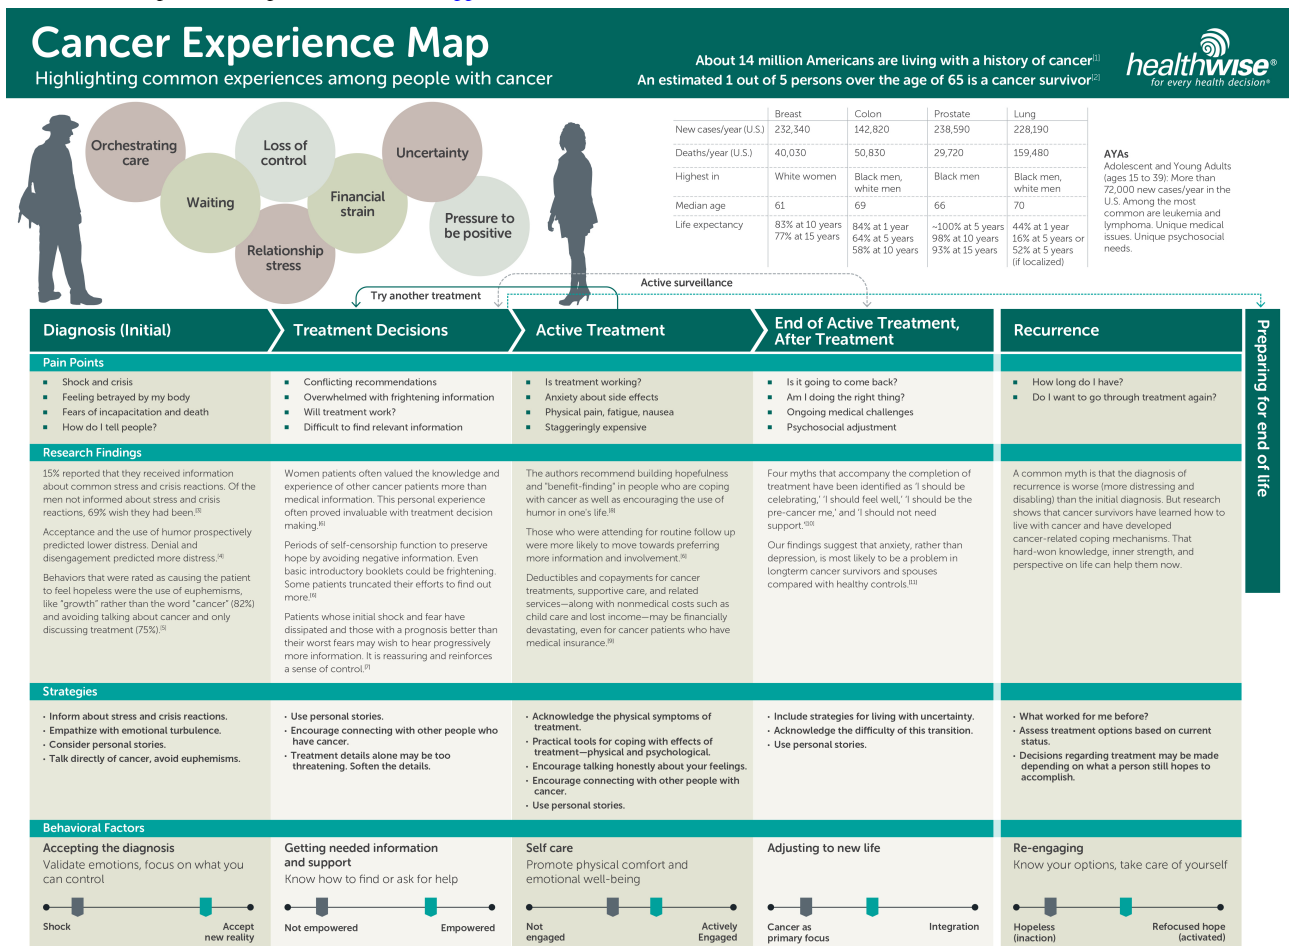 Cancer Experience Map
Highlighting common experiences among people with cancer
About 14 million Americans are living with a history of cancer[1]
An estimated 1 out of 5 persons over the age of 65 is a cancer survivor[2]
healthwise®
for every health decision®
Orchestrating
care
Waiting
Loss of
control
Relationship
stress
Financial
strain
Uncertainty
Pressure to
be positive
Breast Colon Prostate Lung
New cases/year (U.S.) 232,340 142,820 238,590 228,190
Deaths/year (U.S.) 40,030 50,830 29,720 159,480
Highest in White women Black men, white men Black men Black men, white men
Median age 61 69 66 70
Life expectancy 83% at 10 years 84% at 1 year ~100% at 5 years 44% at 1 year
77% at 15 years 64% at 5 years 98% at 10 years 16% at 5 years or
58% at 10 years 93% at 15 years 52% at 5 years
(if localized)
AYAs
Adolescent and Young Adults
(ages 15 to 39): More than
72,000 new cases/year in the
U.S. Among the most
common are leukemia and
lymphoma. Unique medical
issues. Unique psychosocial
needs.
Try another treatment
Active surveillance
Diagnosis (Initial)
Treatment Decisions
Active Treatment
End of Active Treatment,
After Treatment
Recurrence
Preparing for end of life
Pain Points
Shock and crisis
Feeling betrayed by my body
Fears of incapacitation and death
How do I tell people?
Conflicting recommendations
Overwhelmed with frightening information
Will treatment work?
Difficult to find relevant information
Is treatment working?
Anxiety about side effects
Physical pain, fatigue, nausea
Staggeringly expensive
Is it going to come back?
Am I doing the right thing?
Ongoing medical challenges
Psychosocial adjustment
How long do I have?
Do I want to go through treatment again?
Research Findings
15% reported that they received information
about common stress and crisis reactions. Of the
men not informed about stress and crisis
reactions, 69% wish they had been.[3]
Acceptance and the use of humor prospectively
predicted lower distress. Denial and
disengagement predicted more distress.[4]
Behaviors that were rated as causing the patient
to feel hopeless were the use of euphemisms,
like "growth" rather than the word "cancer" (82%)
and avoiding talking about cancer and only
discussing treatment (75%).[5]
Women patients often valued the knowledge and
experience of other cancer patients more than
medical information. This personal experience
often proved invaluable with treatment decision
making.[6]
Periods of self-censorship function to preserve
hope by avoiding negative information. Even
basic introductory booklets could be frightening.
Some patients truncated their efforts to find out
more.[6]
Patients whose initial shock and fear have
dissipated and those with a prognosis better than
their worst fears may wish to hear progressively
more information. It is reassuring and reinforces
a sense of control.[7]
The authors recommend building hopefulness
and "benefit-finding" in people who are coping
with cancer as well as encouraging the use of
humor in one's life.[8]
Those who were attending for routine follow up
were more likely to move towards preferring
more information and involvement.[6]
Deductibles and copayments for cancer
treatments, supportive care, and related
services—along with nonmedical costs such as
child care and lost income—may be financially
devastating, even for cancer patients who have
medical insurance.[9]
Four myths that accompany the completion of
treatment have been identified as 'I should be
celebrating,' 'I should feel well,' 'I should be the
pre-cancer me,' and 'I should not need
support.'[10]
Our findings suggest that anxiety, rather than
depression, is most likely to be a problem in
longterm cancer survivors and spouses
compared with healthy controls.[11]
A common myth is that the diagnosis of
recurrence is worse (more distressing and
disabling) than the initial diagnosis. But research
shows that cancer survivors have learned how to
live with cancer and have developed
cancer-related coping mechanisms. That
hard-won knowledge, inner strength, and
perspective on life can help them now.
Strategies
• Inform about stress and crisis reactions.
• Empathize with emotional turbulence.
• Consider personal stories.
• Talk directly of cancer, avoid euphemisms.
• Use personal stories.
• Encourage connecting with other people who
have cancer.
• Treatment details alone may be too
threatening. Soften the details.
• Acknowledge the physical symptoms of
treatment.
• Practical tools for coping with effects of
treatment—physical and psychological.
• Encourage talking honestly about your feelings.
• Encourage connecting with other people with
cancer.
• Use personal stories.
• Include strategies for living with uncertainty.
• Acknowledge the difficulty of this transition.
• Use personal stories.
• What worked for me before?
• Assess treatment options based on current
status.
• Decisions regarding treatment may be made
depending on what a person still hopes to
accomplish.
Behavioral Factors
Accepting the diagnosis
Validate emotions, focus on what you
can control
Shock
Accept
new reality
Getting needed information
and support
Know how to find or ask for help
Not empowered
Empowered
Self care
Promote physical comfort and
emotional well-being
Not
engaged
Actively
Engaged
Adjusting to new life
Cancer as
primary focus
Integration
Re-engaging
Know your options, take care of yourself
Hopeless
(inaction)
Refocused hope
(activated)